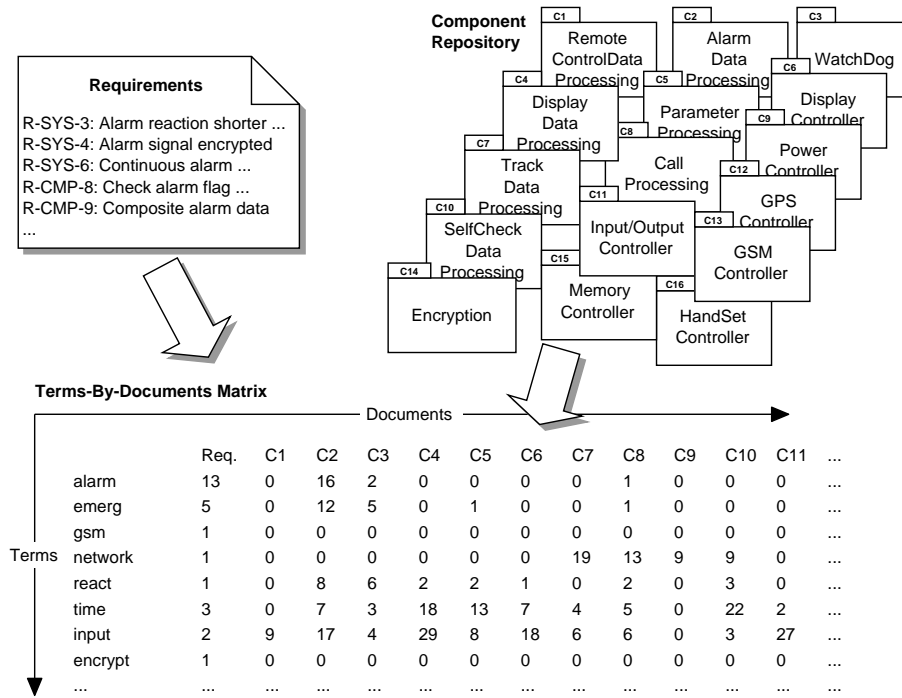 Component
Repository
C1
Remote
ControlData
Processing
C2
Alarm
Data
Processing
C3
WatchDog
C4
Display
Data
Processing
C5
Parameter
Processing
C6
Display
Controller
C7
Track
Data
Processing
C8
Call
Processing
C9
Power
Controller
C10
SelfCheck
Data
Processing
C11
Input/Output
Controller
C12
GPS
Controller
C13
GSM
Controller
C14
Encryption
C15
Memory
Controller
C16
HandSet
Controller
Requirements
R-SYS-3: Alarm reaction shorter ...
R-SYS-4: Alarm signal encrypted
R-SYS-6: Continuous alarm ...
R-CMP-8: Check alarm flag ...
R-CMP-9: Composite alarm data
...
Terms-By-Documents Matrix
Documents
Terms
Req. C1 C2 C3 C4 C5 C6 C7 C8 C9 C10 C11 ...
alarm 13 0 16 2 0 0 0 0 1 0 0 0 ...
emerg 5 0 12 5 0 1 0 0 1 0 0 0 ...
gsm 1 0 0 0 0 0 0 0 0 0 0 0 ...
network 1 0 0 0 0 0 0 19 13 9 9 0 ...
react 1 0 8 6 2 2 1 0 2 0 3 0 ...
time 3 0 7 3 18 13 7 4 5 0 22 2 ...
input 2 9 17 4 29 8 18 6 6 0 3 27 ...
encrypt 1 0 0 0 0 0 0 0 0 0 0 0 ...
... ... ... ... ... ... ... ... ... ... ... ... ... ...